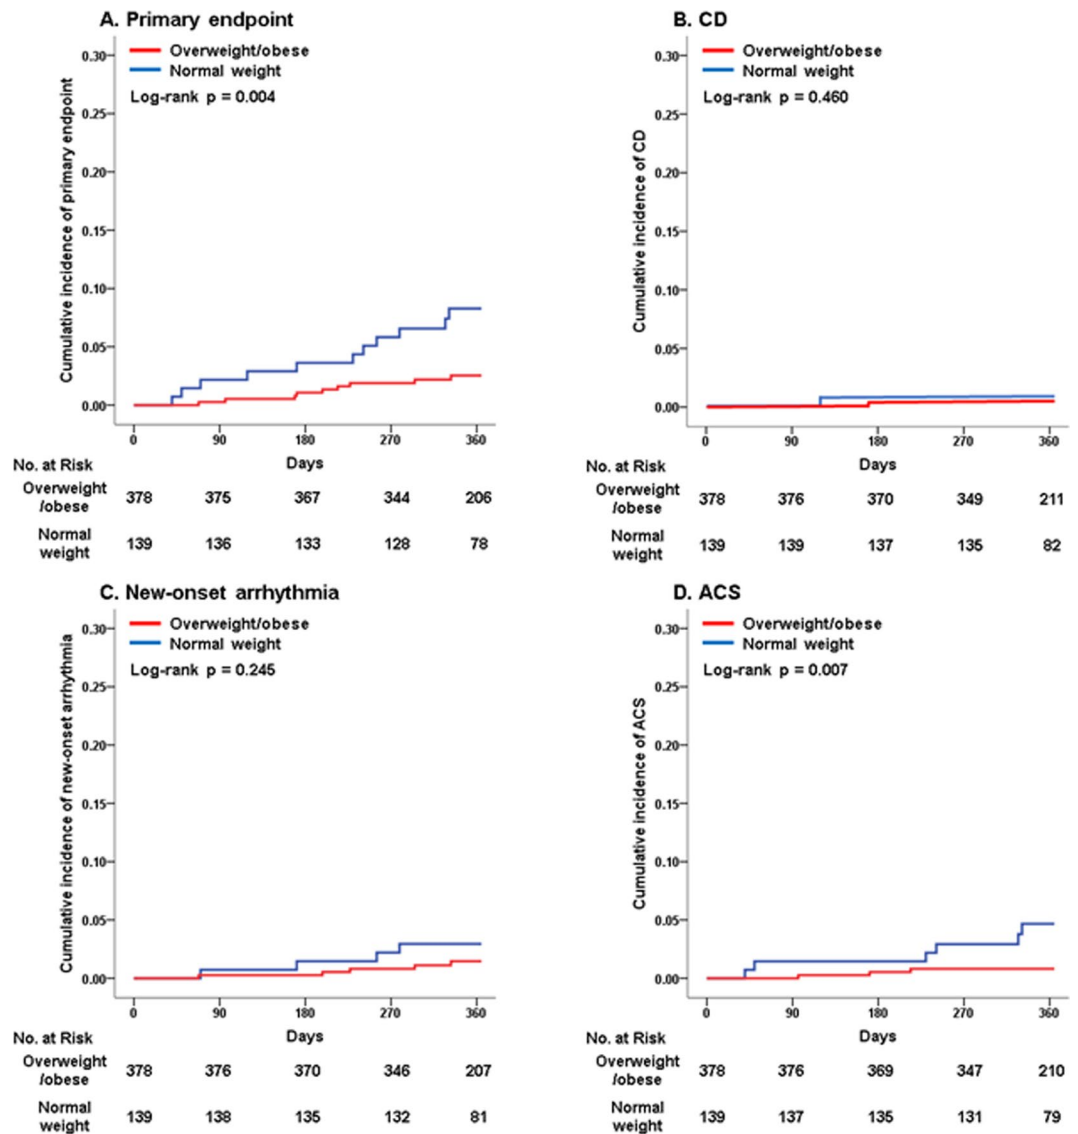 A. Primary endpoint
Overweight/obese
Normal weight
Log-rank p = 0.004
Cumulative incidence of primary endpoint
0.30
0.25
0.20
0.15
0.10
0.05
0.00
0 90 180 270 360
Days
No. at Risk
Overweight
/obese
378 375 367 344 206
Normal
weight
139 136 133 128 78
B. CD
Overweight/obese
Normal weight
Log-rank p = 0.460
Cumulative incidence of CD
0.30
0.25
0.20
0.15
0.10
0.05
0.00
0 90 180 270 360
Days
No. at Risk
Overweight
/obese
378 376 370 349 211
Normal
weight
139 139 137 135 82
C. New-onset arrhythmia
Overweight/obese
Normal weight
Log-rank p = 0.245
Cumulative incidence of new-onset arrhythmia
0.30
0.25
0.20
0.15
0.10
0.05
0.00
0 90 180 270 360
Days
No. at Risk
Overweight
/obese
378 376 370 346 207
Normal
weight
139 138 135 132 81
D. ACS
Overweight/obese
Normal weight
Log-rank p = 0.007
Cumulative incidence of ACS
0.30
0.25
0.20
0.15
0.10
0.05
0.00
0 90 180 270 360
Days
No. at Risk
Overweight
/obese
378 376 369 347 210
Normal
weight
139 137 135 131 79